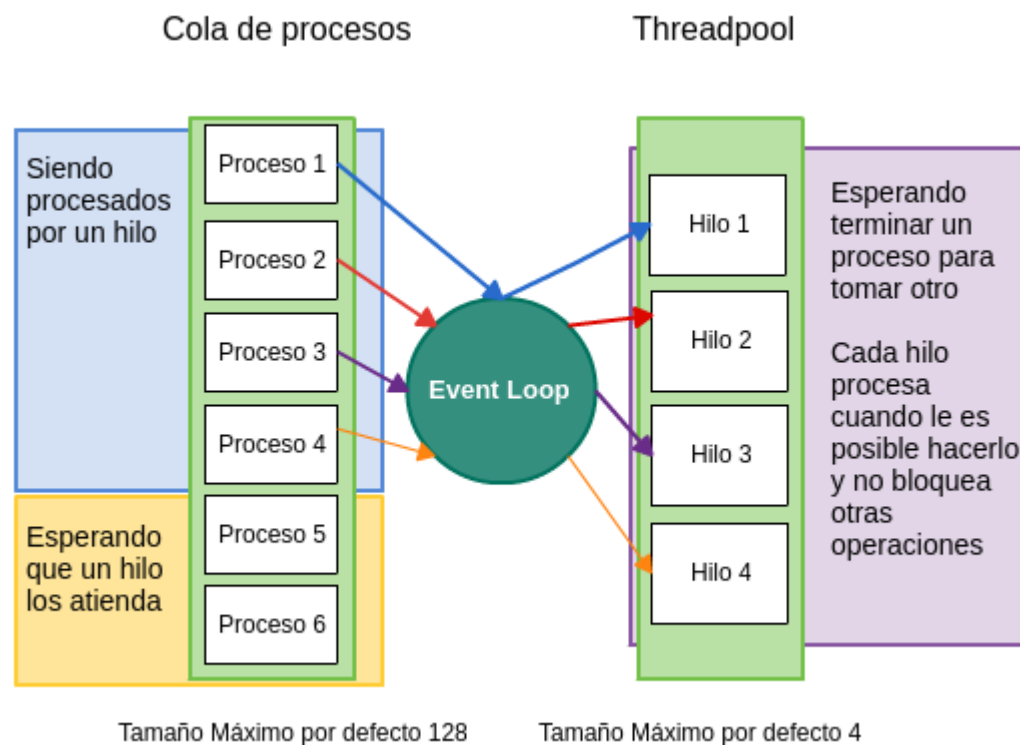 Cola de procesos
Threadpool
Siendo
procesados
por un hilo
Proceso 1
Proceso 2
Proceso 3
Proceso 4
Esperando
que un hilo
los atienda
Proceso 5
Proceso 6
Event Loop
Hilo 1
Hilo 2
Hilo 3
Hilo 4
Esperando
terminar un
proceso para
tomar otro
Cada hilo
procesa
cuando le es
posible hacerlo
y no bloquea
otras
operaciones
Tamaño Máximo por defecto 128
Tamaño Máximo por defecto 4